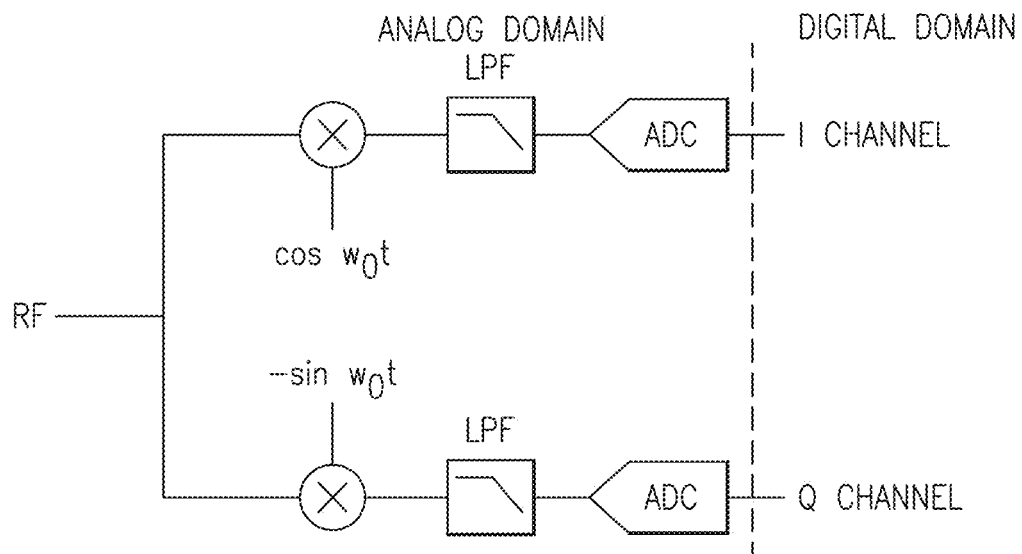 ANALOG DOMAIN
DIGITAL DOMAIN
LPF
ADC
I CHANNEL
cos w0t
RF
-sin w0t
LPF
ADC
Q CHANNEL